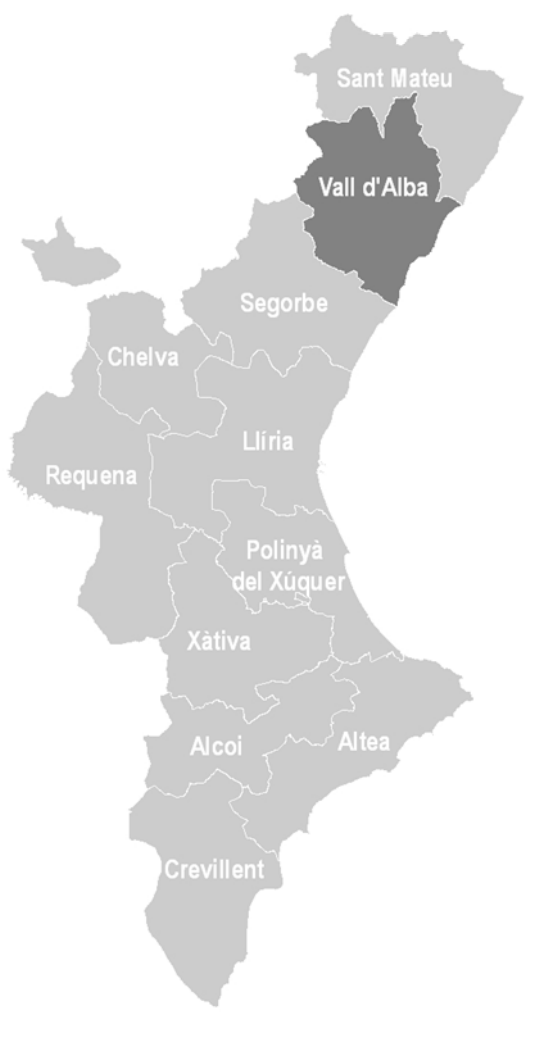 Sant Mateu
Vall d'Alba
Segorbe
Chelva
Llíria
Requena
Polinyà
del Xúquer
Xàtiva
Alcoi
Altea
Crevillent